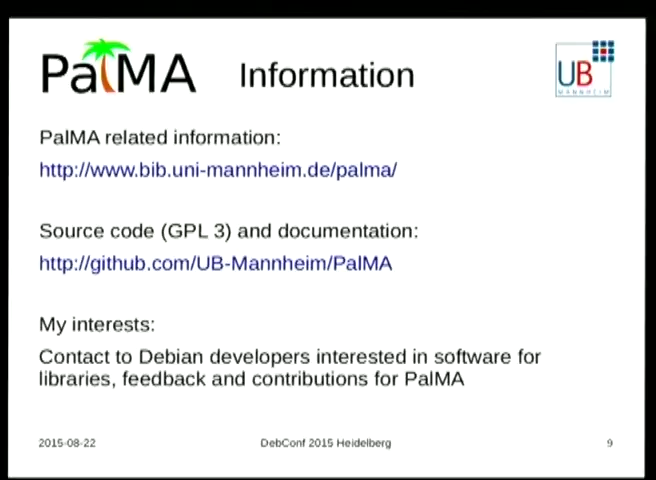 PalMA Information
UB
MANNHEIM
PalMA related information:
http://www.bib.uni-mannheim.de/palma/
Source code (GPL 3) and documentation:
http://github.com/UB-Mannheim/PalMA
My interests:
Contact to Debian developers interested in software for
libraries, feedback and contributions for PalMA
2015-08-22 DebConf 2015 Heidelberg 9